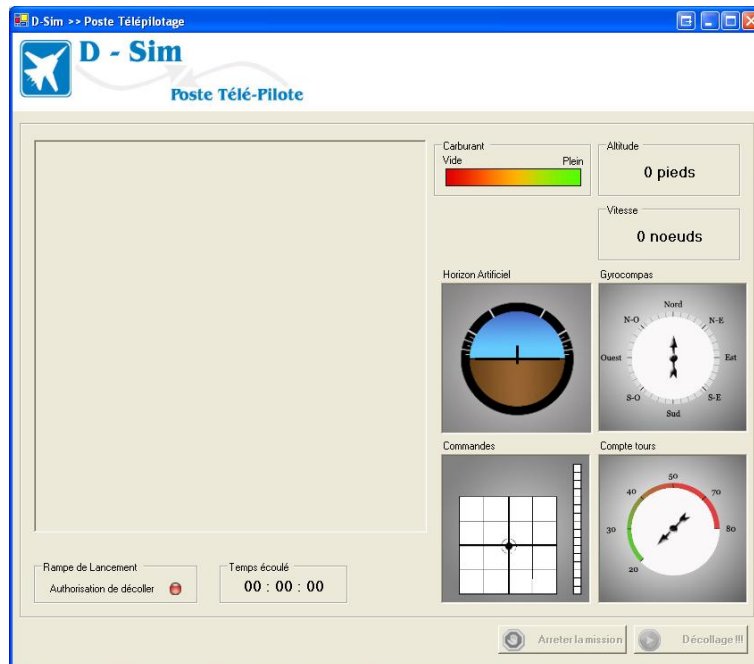 D-Sim >> Poste Télépilotage
D - Sim
Poste Télé-Pilote
Carburant
Vide Plein
Altitude
0 pieds
Vitesse
0 noeuds
Horizon Artificiel
Gyrocompas
Nord
N-O N-E
Ouest Est
S-O S-E
Sud
Commandes
Compte tours
50
40 70
30 80
20
Rampe de Lancement
Authorisation de décoller
Temps écoulé
00 : 00 : 00
Arreter la mission
Décollage !!!